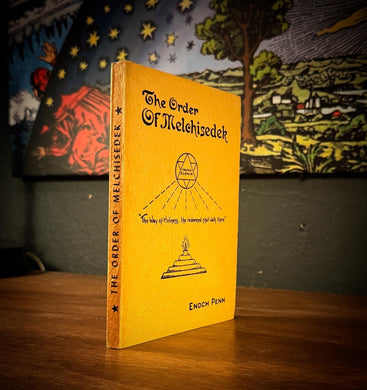 The Order
Of Melchisedek
"The Way of Holiness, the redeemed shall walk there"
ENOCH PENN
THE ORDER OF MELCHISEDEK